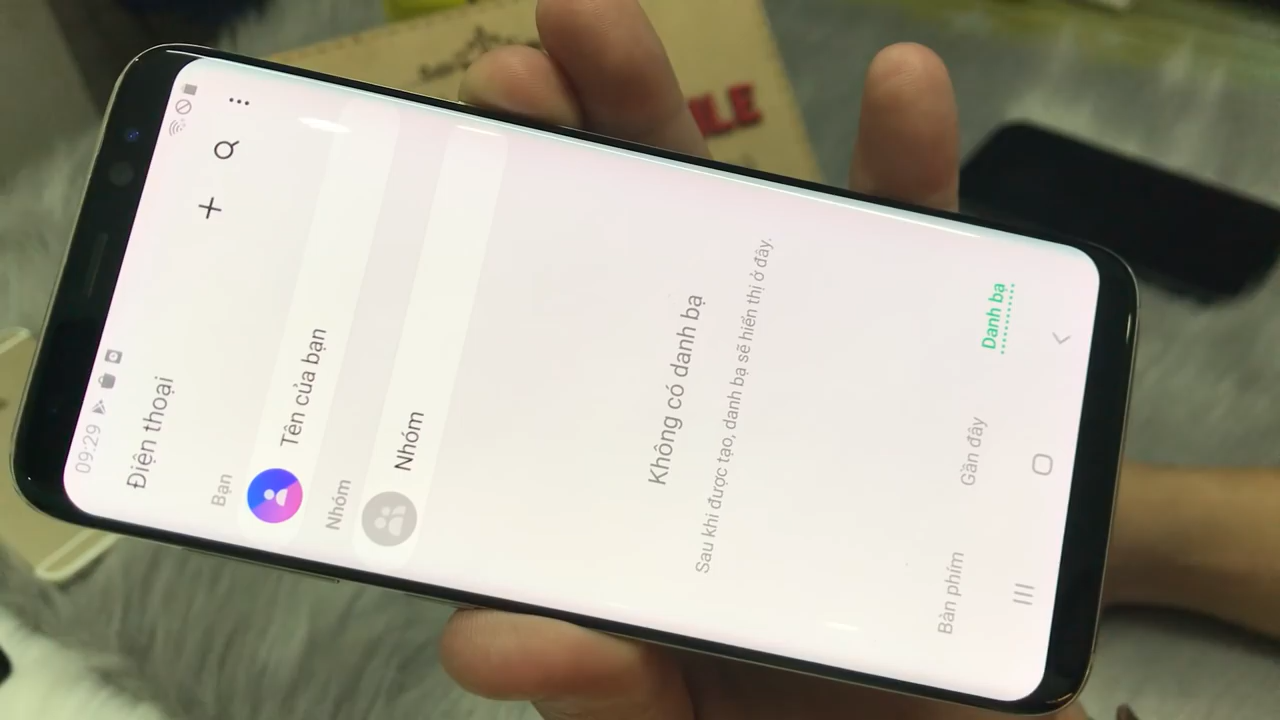 09:29
Điện thoại
Bạn
Tên của bạn
Nhóm
Nhóm
Không có danh bạ
Sau khi được tạo, danh bạ sẽ hiển thị ở đây.
Bàn phím
Gần đây
Danh bạ